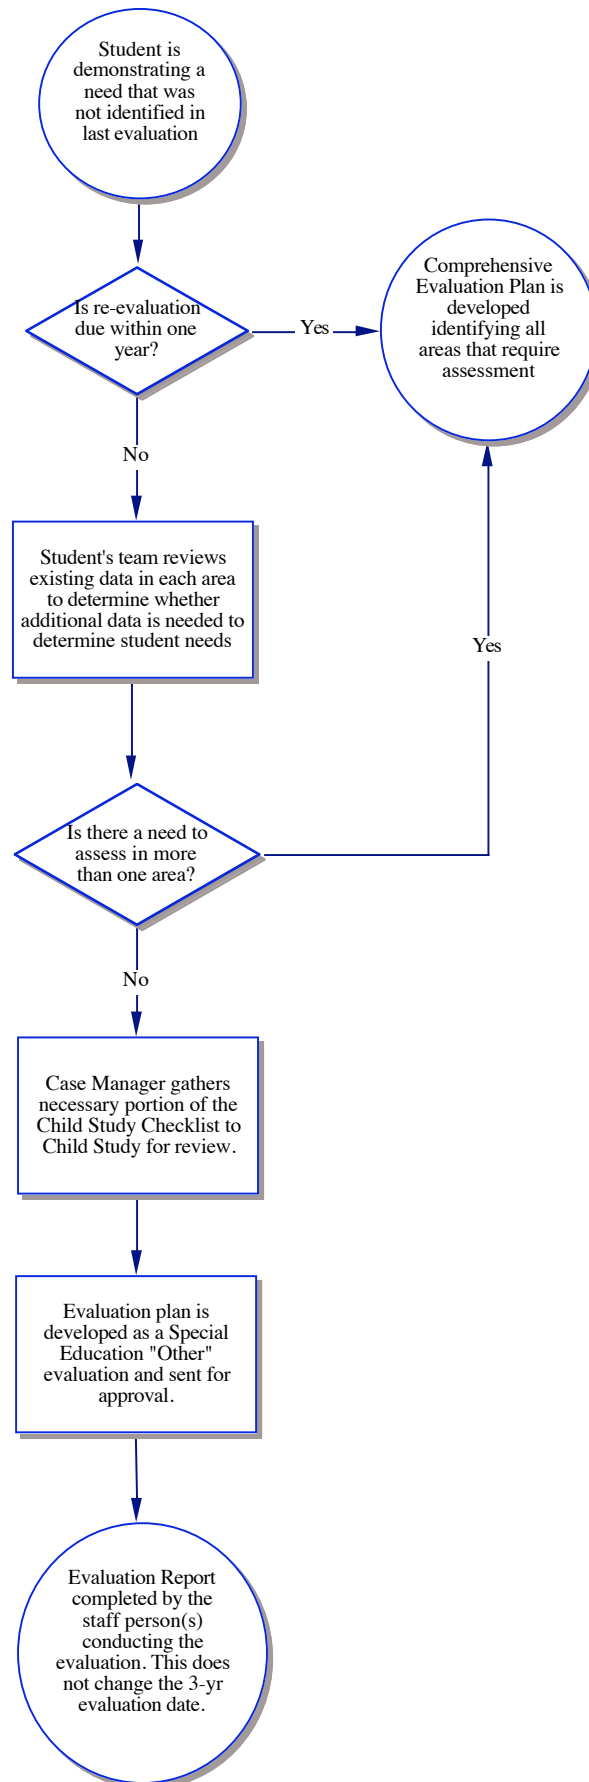 Student is
demonstrating a
need that was
not identified in
last evaluation
Is re-evaluation
due within one
year?
Yes
Comprehensive
Evaluation Plan is
developed
identifying all
areas that require
assessment
No
Student's team reviews
existing data in each area
to determine whether
additional data is needed to
determine student needs
Yes
Is there a need to
assess in more
than one area?
No
Case Manager gathers
necessary portion of the
Child Study Checklist to
Child Study for review.
Evaluation plan is
developed as a Special
Education "Other"
evaluation and sent for
approval.
Evaluation Report
completed by the
staff person(s)
conducting the
evaluation. This does
not change the 3-yr
evaluation date.